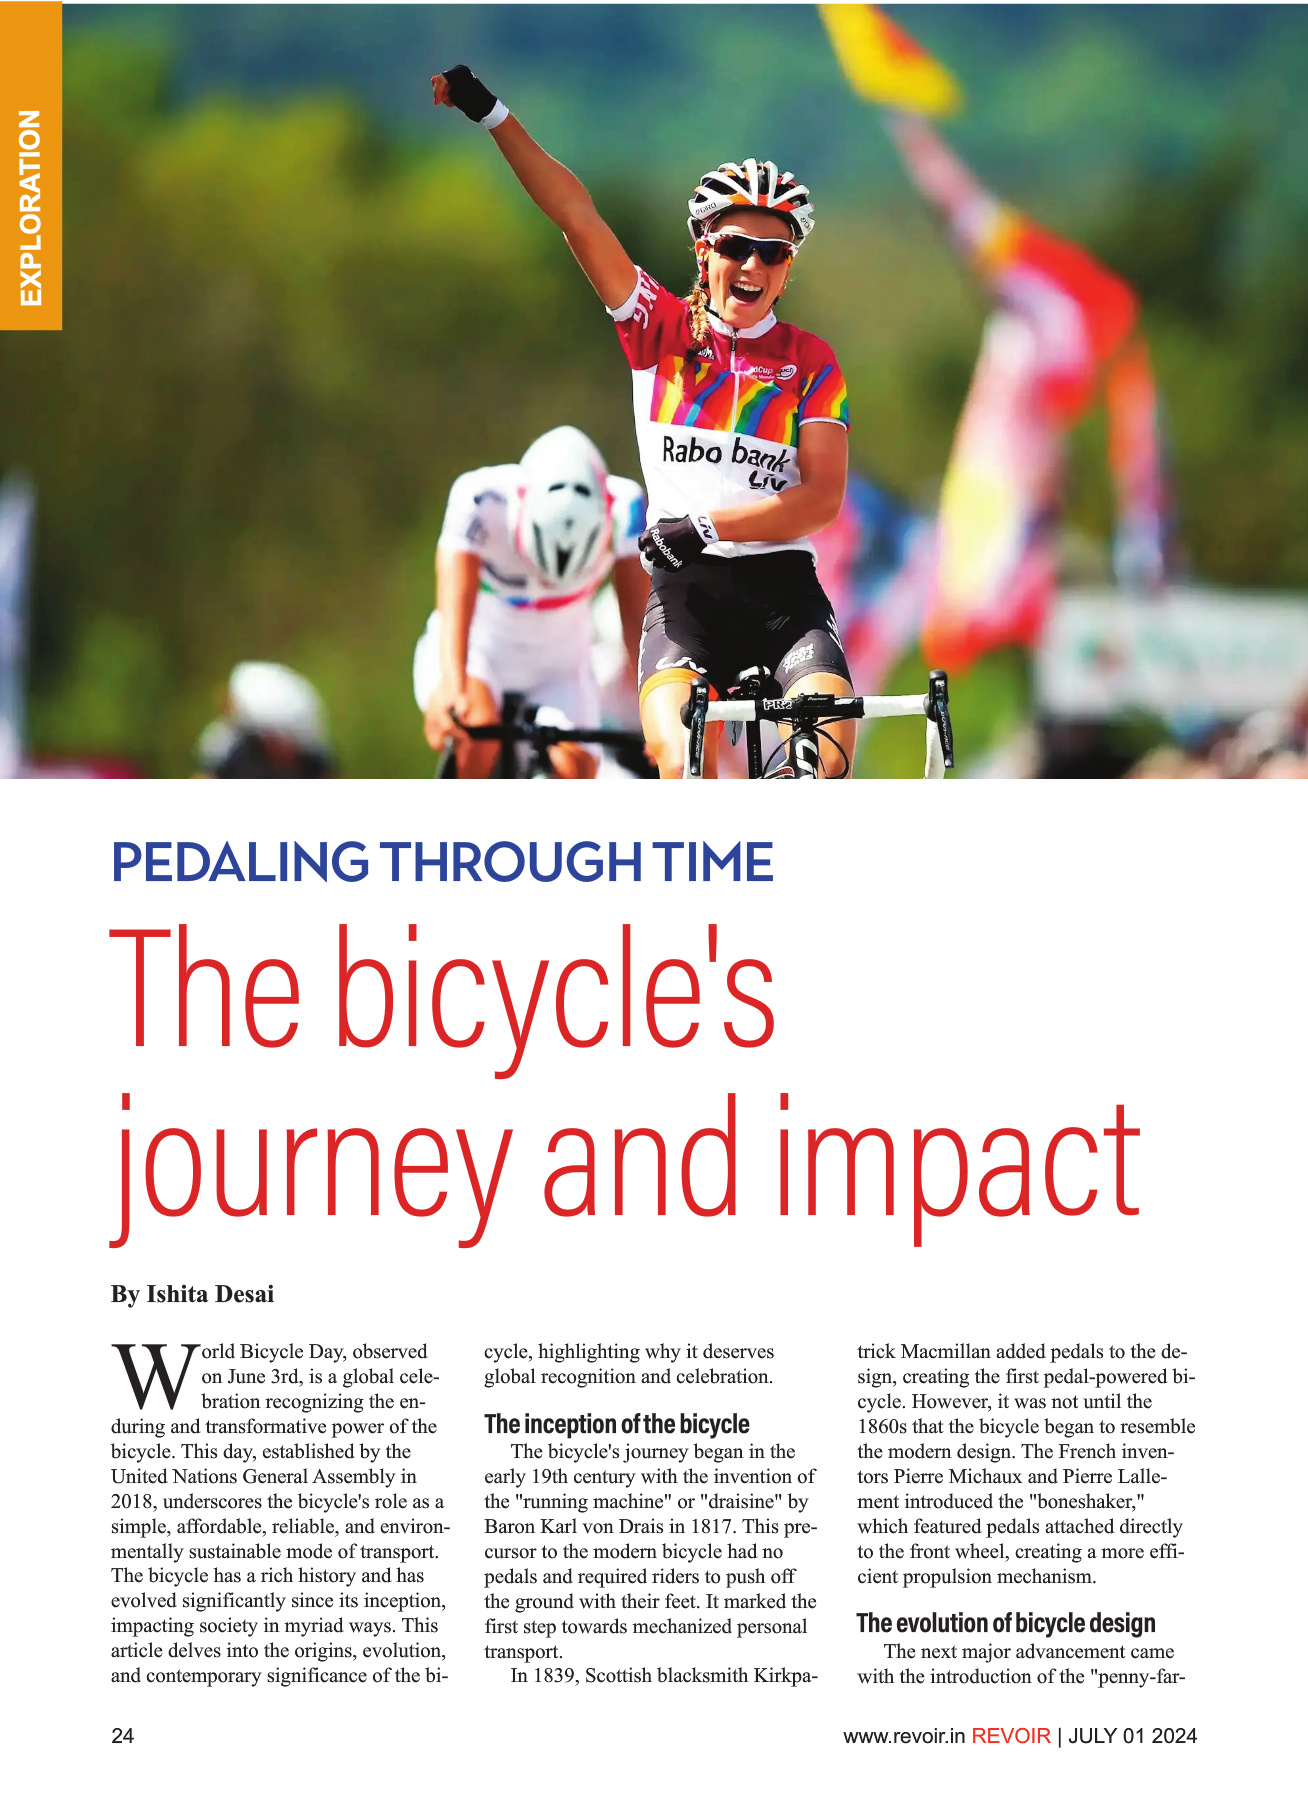 EXPLORATION
GIRO
Rabo bank
Liv
Liv
Rabobank
Liv
PRO
PEDALING THROUGH TIME
The bicycle's
journey and impact
By Ishita Desai
World Bicycle Day, observed
on June 3rd, is a global cele-
bration recognizing the en-
during and transformative power of the
bicycle. This day, established by the
United Nations General Assembly in
2018, underscores the bicycle's role as a
simple, affordable, reliable, and environ-
mentally sustainable mode of transport.
The bicycle has a rich history and has
evolved significantly since its inception,
impacting society in myriad ways. This
article delves into the origins, evolution,
and contemporary significance of the bi-
cycle, highlighting why it deserves
global recognition and celebration.
The inception of the bicycle
The bicycle's journey began in the
early 19th century with the invention of
the "running machine" or "draisine" by
Baron Karl von Drais in 1817. This pre-
cursor to the modern bicycle had no
pedals and required riders to push off
the ground with their feet. It marked the
first step towards mechanized personal
transport.
In 1839, Scottish blacksmith Kirkpa-
trick Macmillan added pedals to the de-
sign, creating the first pedal-powered bi-
cycle. However, it was not until the
1860s that the bicycle began to resemble
the modern design. The French inven-
tors Pierre Michaux and Pierre Lalle-
ment introduced the "boneshaker,"
which featured pedals attached directly
to the front wheel, creating a more effi-
cient propulsion mechanism.
The evolution of bicycle design
The next major advancement came
with the introduction of the "penny-far-
24
www.revoir.in REVOIR | JULY 01 2024